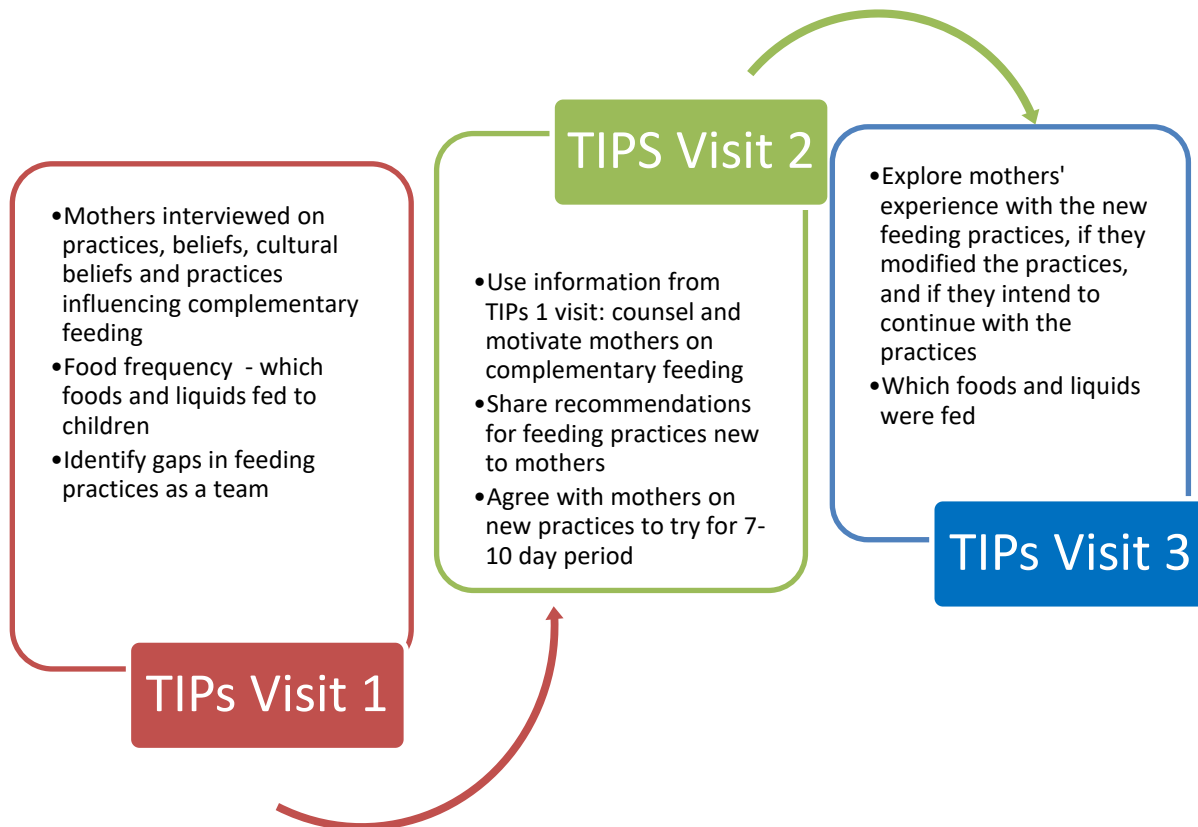 •Mothers interviewed on
practices, beliefs, cultural
beliefs and practices
influencing complementary
feeding
•Food frequency - which
foods and liquids fed to
children
•Identify gaps in feeding
practices as a team
TIPs Visit 1
TIPS Visit 2
•Use information from
TIPs 1 visit: counsel and
motivate mothers on
complementary feeding
•Share recommendations
for feeding practices new
to mothers
•Agree with mothers on
new practices to try for 7-
10 day period
•Explore mothers'
experience with the new
feeding practices, if they
modified the practices,
and if they intend to
continue with the
practices
•Which foods and liquids
were fed
TIPs Visit 3